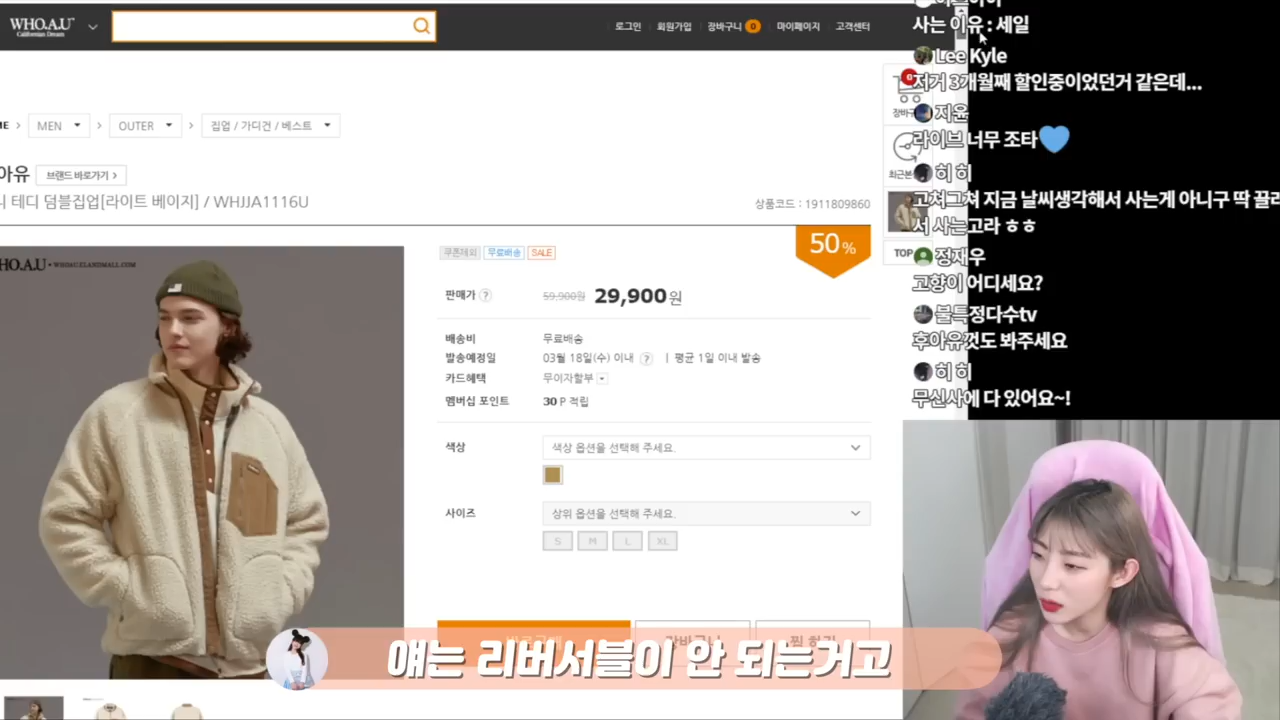 WHO.A.U
Californian Dream
로그인
회원가입
장바구니 0
마이페이지
고객센터
MEN
OUTER
집업 / 가디건 / 베스트
아유
브랜드 바로가기
니 테디 덤블집업[라이트 베이지] / WHJJA1116U
상품코드 : 1911809860
HO.A.U • WHOAU.ELANDMALL.COM
쿠폰제외 무료배송 SALE
50 %
판매가 ? 59,900원 29,900원
배송비 무료배송
발송예정일 03월 18일(수) 이내 ? | 평균 1일 이내 발송
카드혜택 무이자할부
멤버십 포인트 30 P 적립
색상 색상 옵션을 선택해 주세요.
사이즈 상위 옵션을 선택해 주세요.
S M L XL
TOP
사는 이유 : 세일
Lee Kyle
저거 3개월째 할인중이었던거 같은데...
지윤
라이브 너무 조타
히 히
고쳐그쳐 지금 날씨생각해서 사는게 아니구 딱 끌려
서 사는고라 ㅎㅎ
정재우
고향이 어디세요?
불특정다수tv
후아유껏도 봐주세요
히 히
무신사에 다 있어요~!
얘는 리버서블이 안 되는거고